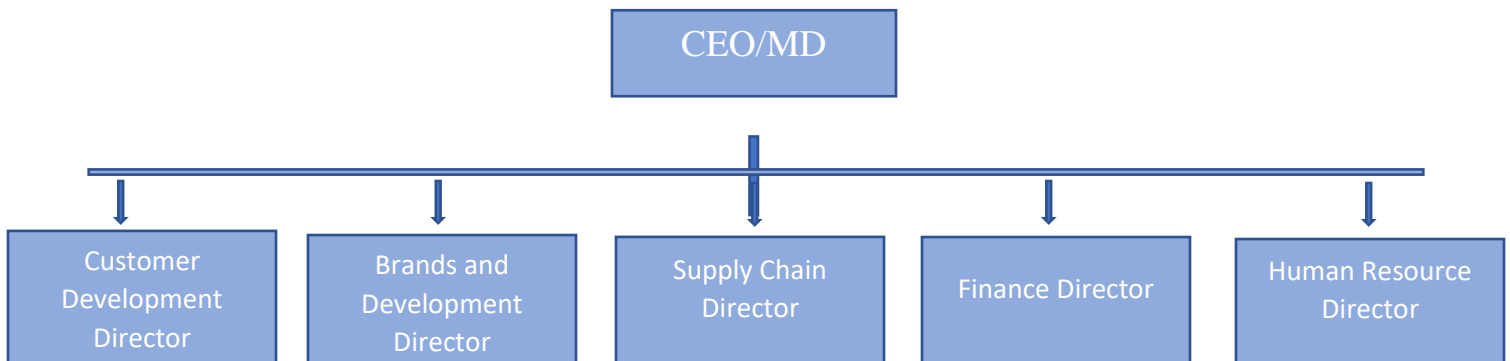 CEO/MD
Customer
Development
Director
Brands and
Development
Director
Supply Chain
Director
Finance Director
Human Resource
Director